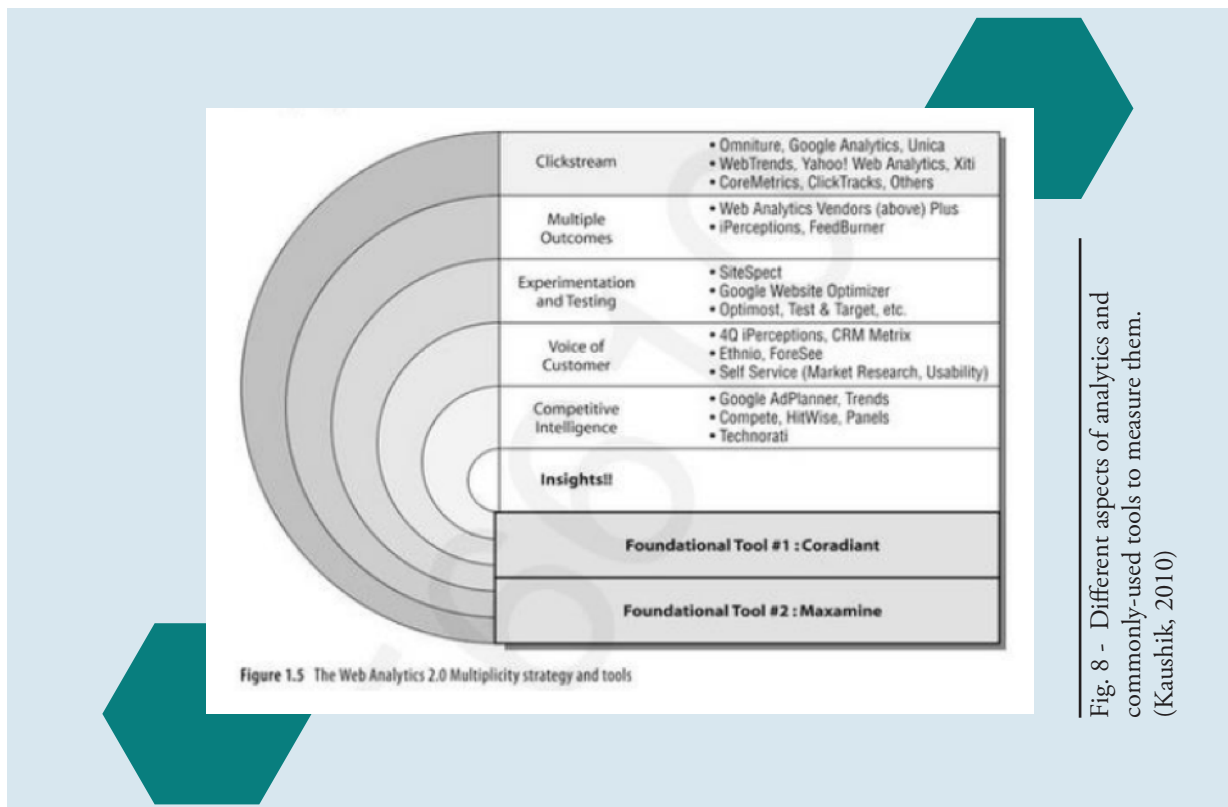 Clickstream
• Omniture, Google Analytics, Unica
• WebTrends, Yahoo! Web Analytics, Xiti
• CoreMetrics, ClickTracks, Others
Multiple
Outcomes
• Web Analytics Vendors (above) Plus
• iPerceptions, FeedBurner
Experimentation
and Testing
• SiteSpect
• Google Website Optimizer
• Optimost, Test & Target, etc.
Voice of
Customer
• 4Q iPerceptions, CRM Metrix
• Ethnio, ForeSee
• Self Service (Market Research, Usability)
Competitive
Intelligence
• Google AdPlanner, Trends
• Compete, HitWise, Panels
• Technorati
Insights!!
Foundational Tool #1 : Coradiant
Foundational Tool #2 : Maxamine
Figure 1.5 The Web Analytics 2.0 Multiplicity strategy and tools
Fig. 8 - Different aspects of analytics and
commonly-used tools to measure them.
(Kaushik, 2010)